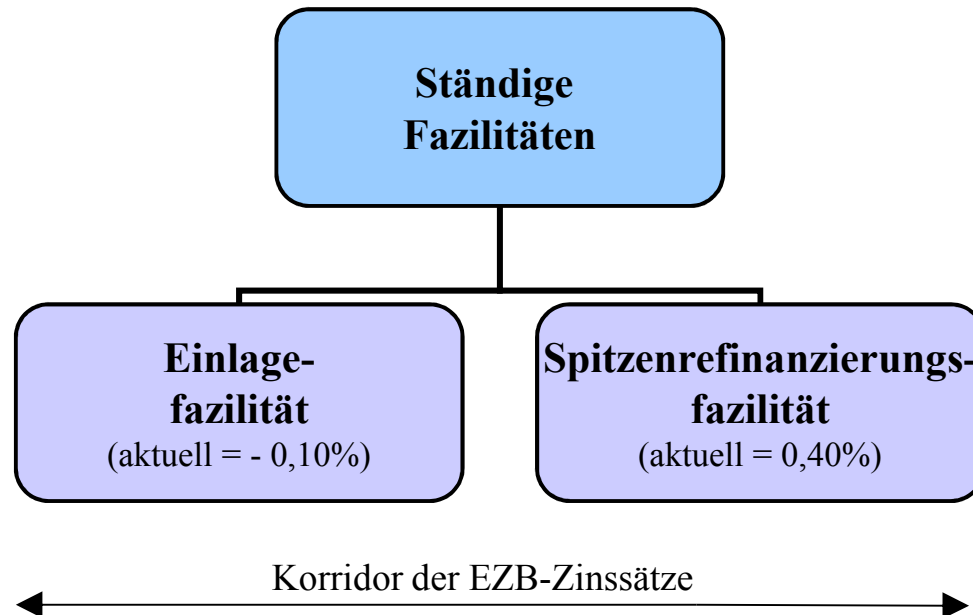 Ständige
Fazilitäten
Einlage-
fazilität
(aktuell = - 0,10%)
Spitzenrefinanzierungs-
fazilität
(aktuell = 0,40%)
Korridor der EZB-Zinssätze